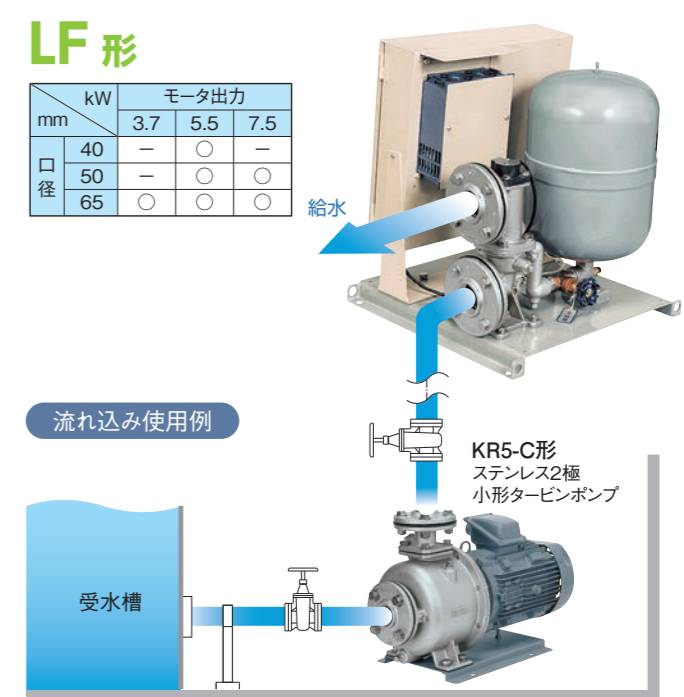 LF 形
kW モータ出力
mm 3.7 5.5 7.5
口径 40 － ○ －
50 － ○ ○
65 ○ ○ ○
給水
流れ込み使用例
KR5-C形
ステンレス2極
小形タービンポンプ
受水槽